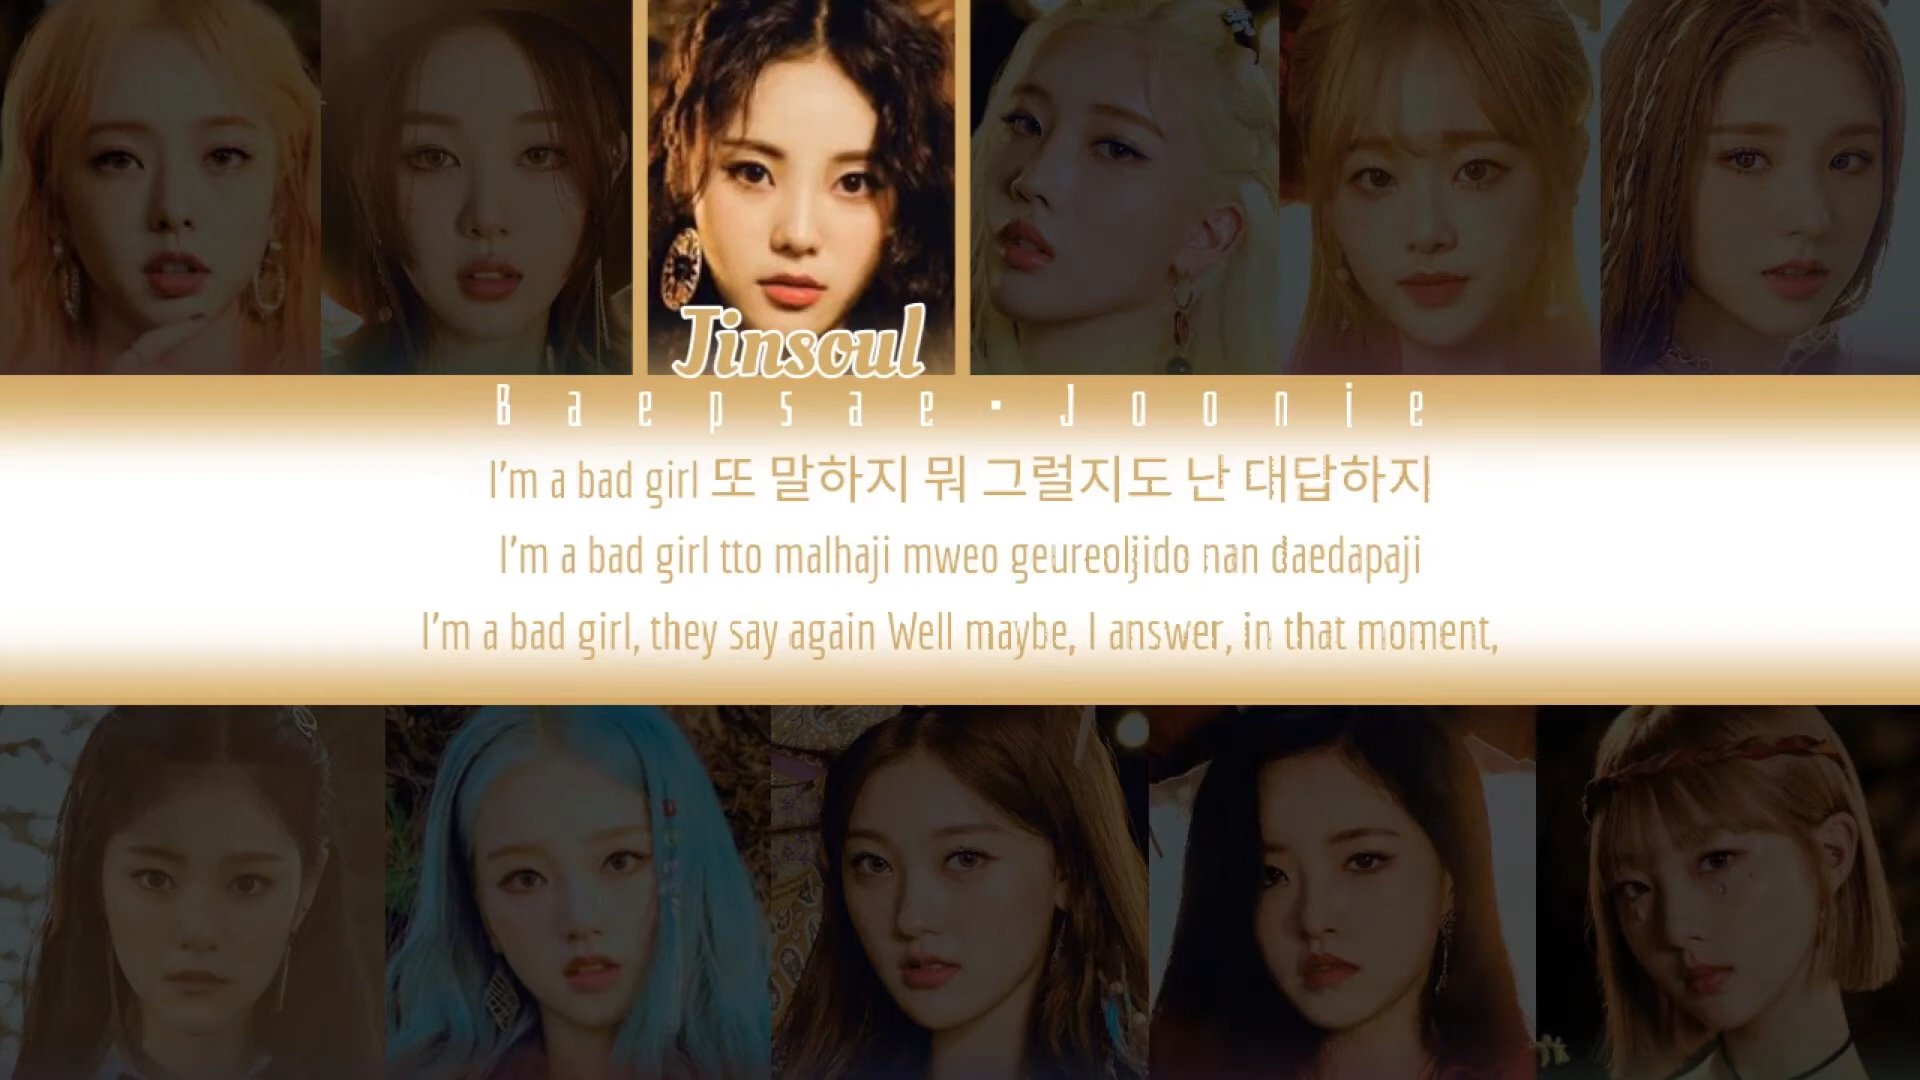 Jinsoul
Baepsae·Joonie
I'm a bad girl 또 말하지 뭐 그럴지도 난 대답하지
I'm a bad girl tto malhaji mweo geureoljido nan daedapaji
I'm a bad girl, they say again Well maybe, I answer, in that moment,